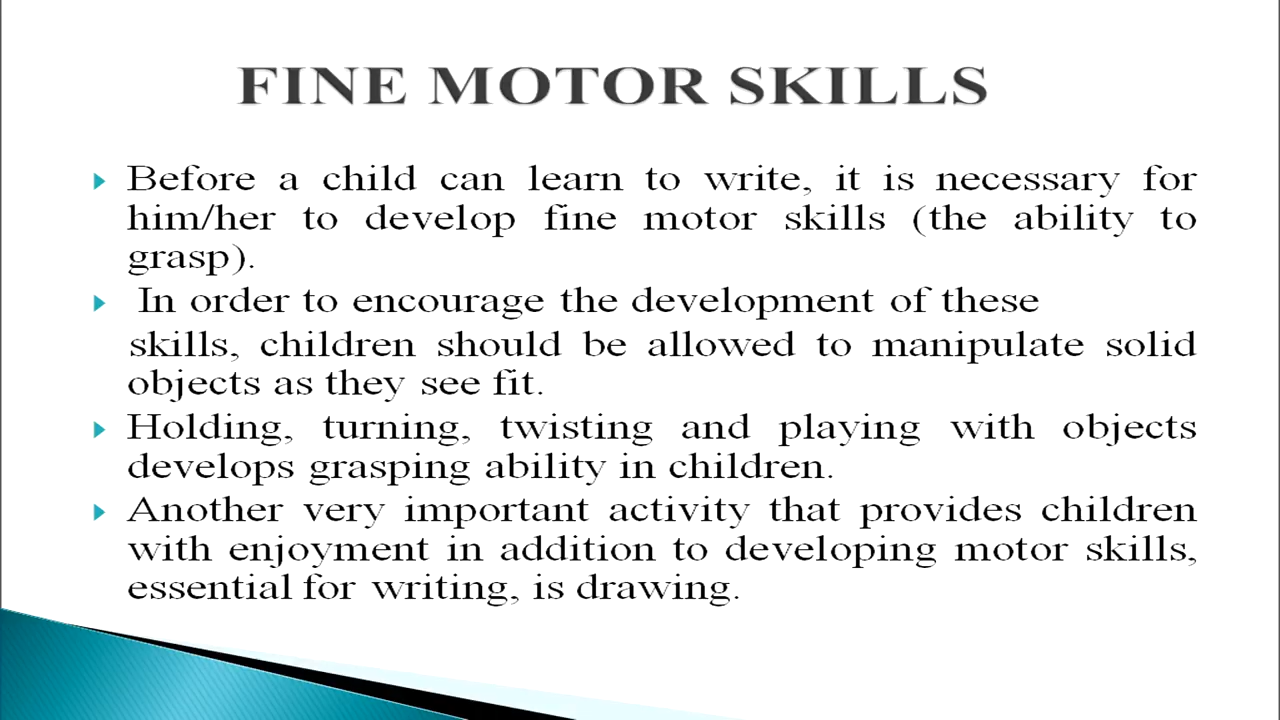 FINE MOTOR SKILLS
Before a child can learn to write, it is necessary for
him/her to develop fine motor skills (the ability to
grasp).
In order to encourage the development of these
skills, children should be allowed to manipulate solid
objects as they see fit.
Holding, turning, twisting and playing with objects
develops grasping ability in children.
Another very important activity that provides children
with enjoyment in addition to developing motor skills,
essential for writing, is drawing.